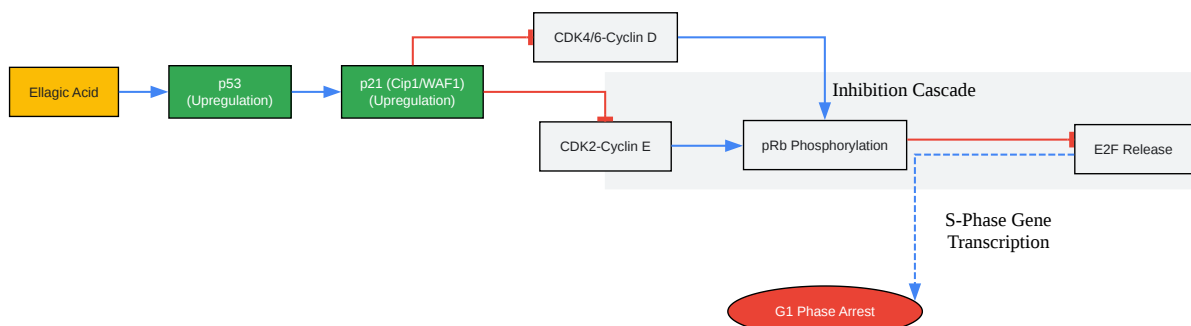 CDK4/6-Cyclin D
Ellagic Acid
p53
(Upregulation)
p21 (Cip1/WAF1)
(Upregulation)
Inhibition Cascade
CDK2-Cyclin E
pRb Phosphorylation
E2F Release
S-Phase Gene
Transcription
G1 Phase Arrest